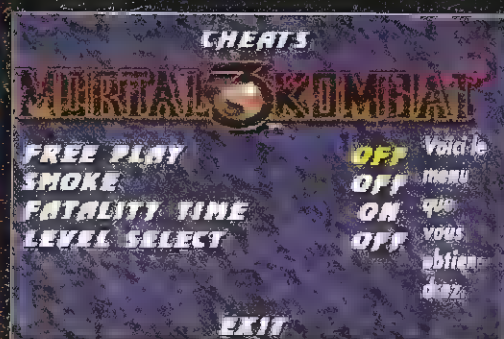 CHEATS
MORTAL 3 KOMBAT
FREE PLAY OFF
SMOKE OFF
FATALITY TIME ON
LEVEL SELECT OFF
EXIT
Voici le
menu
que
vous
obtien-
drez.